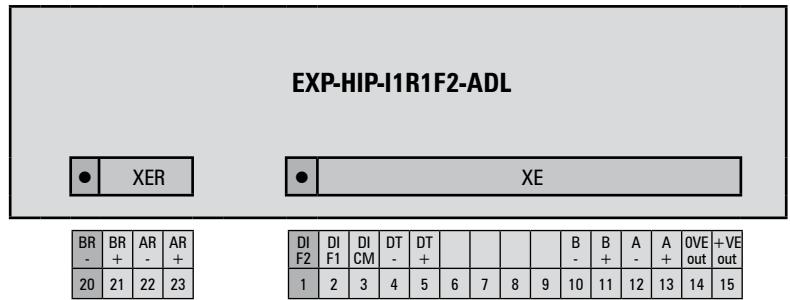 EXP-HIP-I1R1F2-ADL
XER XE
BR BR AR AR DI DI DI DT DT B B A A 0VE +VE
- + - + F2 F1 CM - + - + - + out out
20 21 22 23 1 2 3 4 5 6 7 8 9 10 11 12 13 14 15